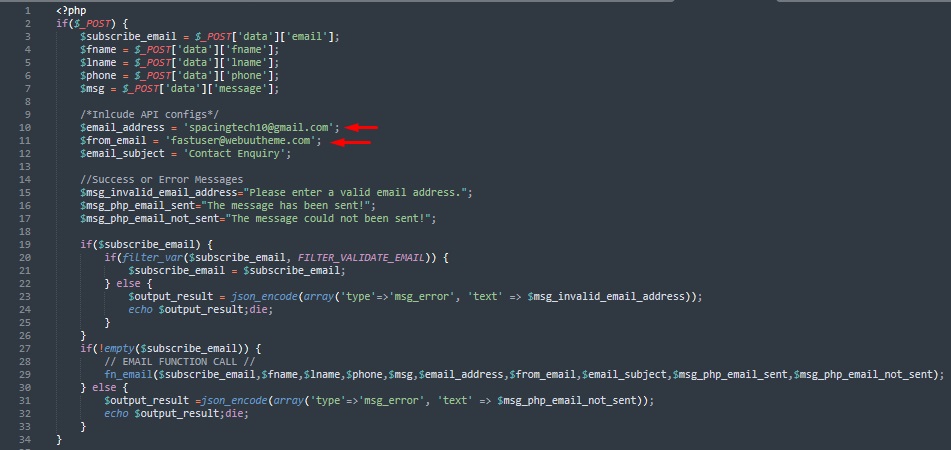 1 <?php
2 if($_POST) {
3 $subscribe_email = $_POST['data']['email'];
4 $fname = $_POST['data']['fname'];
5 $lname = $_POST['data']['lname'];
6 $phone = $_POST['data']['phone'];
7 $msg = $_POST['data']['message'];
8
9 /*Inlcude API configs*/
10 $email_address = 'spacingtech10@gmail.com';
11 $from_email = 'fastuser@webuutheme.com';
12 $email_subject = 'Contact Enquiry';
13
14 //Success or Error Messages
15 $msg_invalid_email_address="Please enter a valid email address.";
16 $msg_php_email_sent="The message has been sent!";
17 $msg_php_email_not_sent="The message could not been sent!";
18
19 if($subscribe_email) {
20 if(filter_var($subscribe_email, FILTER_VALIDATE_EMAIL)) {
21 $subscribe_email = $subscribe_email;
22 } else {
23 $output_result = json_encode(array('type'=>'msg_error', 'text' => $msg_invalid_email_address));
24 echo $output_result;die;
25 }
26 }
27 if(!empty($subscribe_email)) {
28 // EMAIL FUNCTION CALL //
29 fn_email($subscribe_email,$fname,$lname,$phone,$msg,$email_address,$from_email,$email_subject,$msg_php_email_sent,$msg_php_email_not_sent);
30 } else {
31 $output_result =json_encode(array('type'=>'msg_error', 'text' => $msg_php_email_not_sent));
32 echo $output_result;die;
33 }
34 }